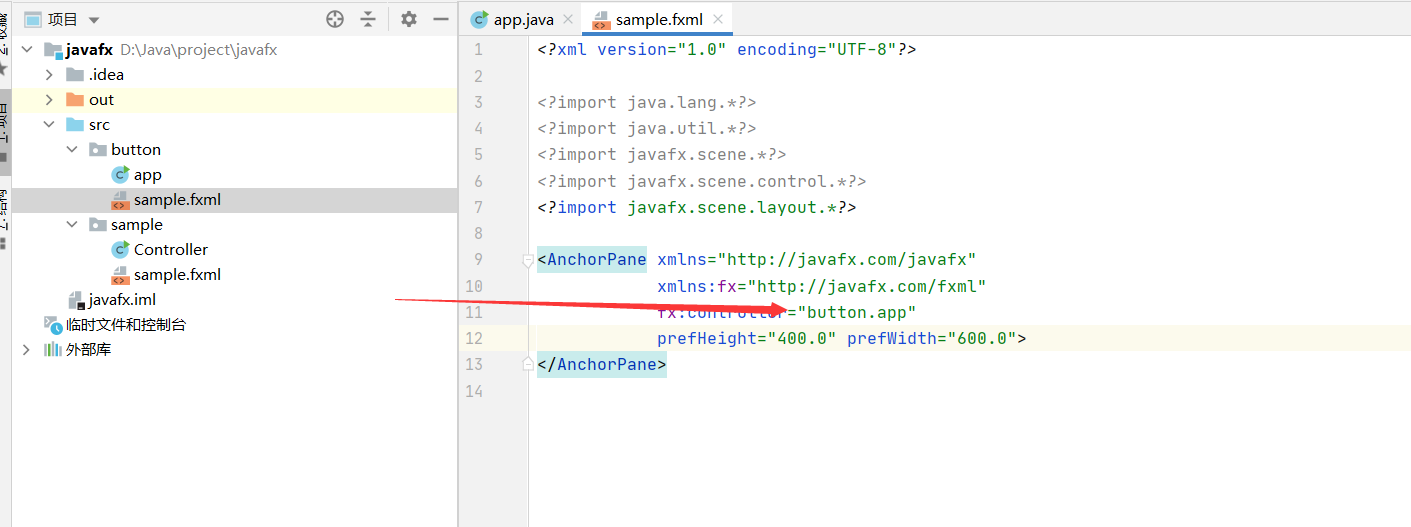 项目
javafx D:\Java\project\javafx
.idea
out
src
button
app
sample.fxml
sample
Controller
sample.fxml
javafx.iml
临时文件和控制台
外部库
app.java
sample.fxml
1 <?xml version="1.0" encoding="UTF-8"?>
2
3 <?import java.lang.*?>
4 <?import java.util.*?>
5 <?import javafx.scene.*?>
6 <?import javafx.scene.control.*?>
7 <?import javafx.scene.layout.*?>
8
9 <AnchorPane xmlns="http://javafx.com/javafx"
10 xmlns:fx="http://javafx.com/fxml"
11 fx:controller="button.app"
12 prefHeight="400.0" prefWidth="600.0">
13 </AnchorPane>
14